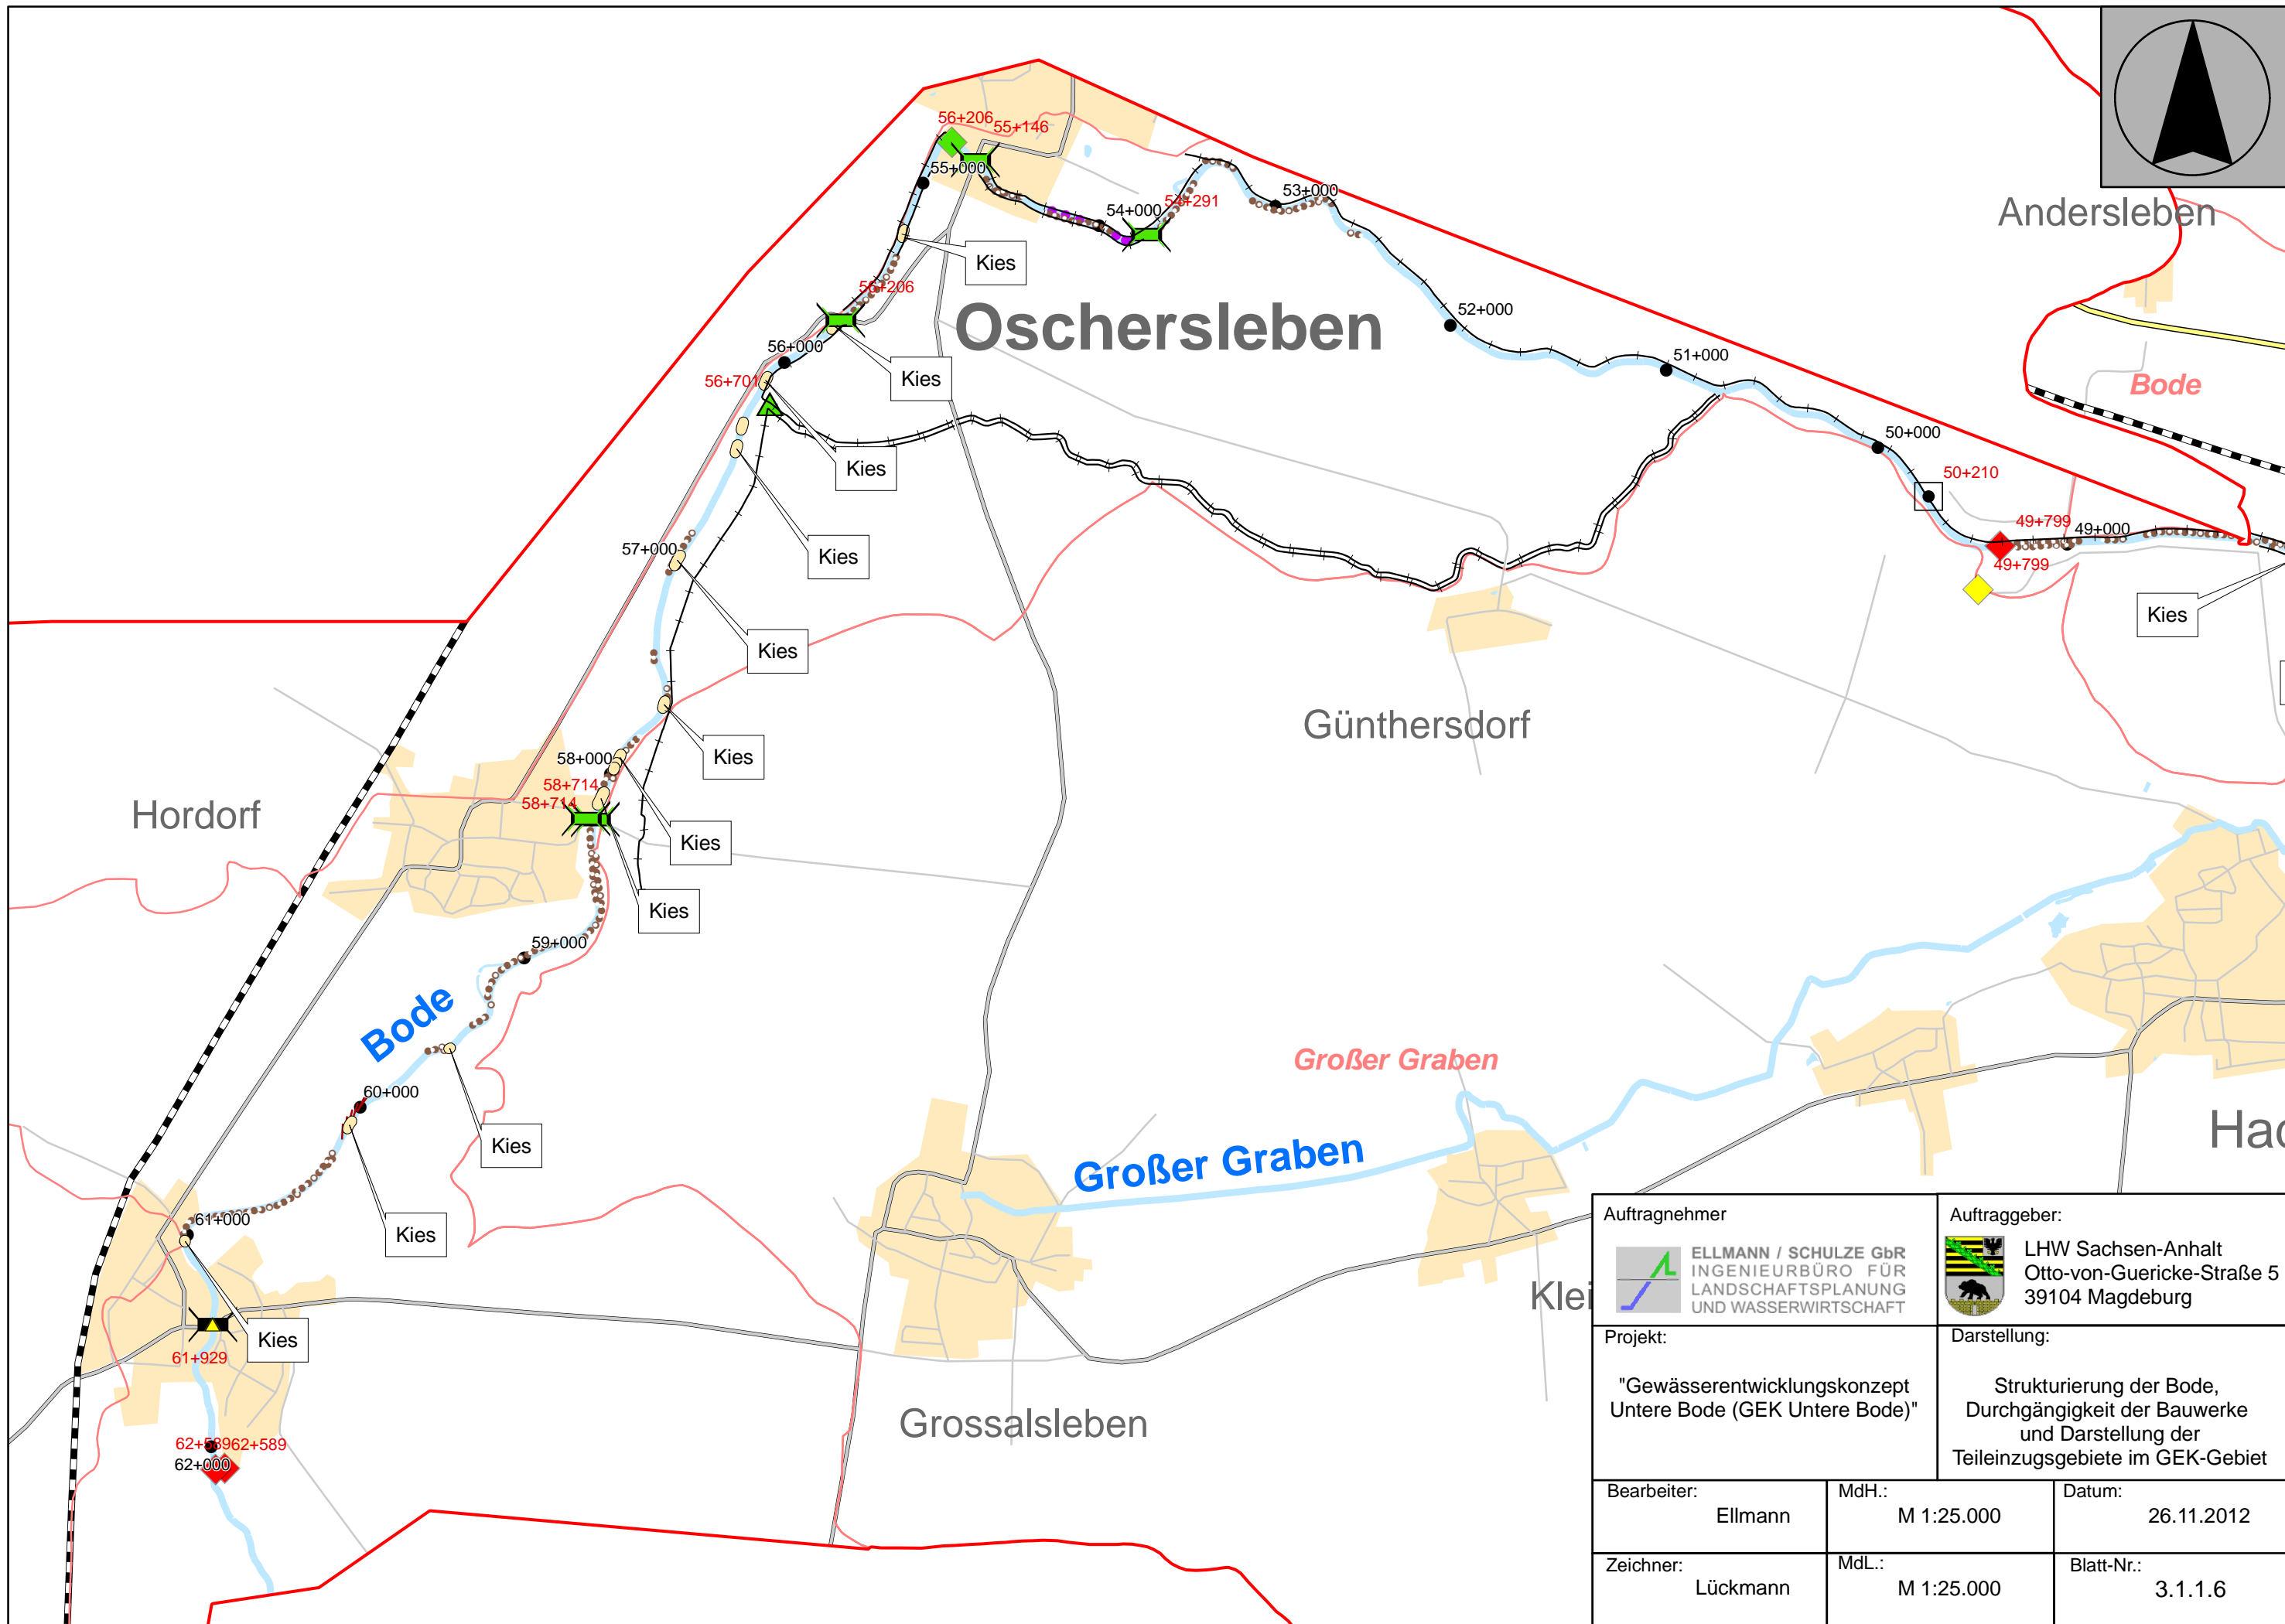 56+206
55+146
55+000
Andersleben
53+000
54+000
54+291
Kies
56+206
Oschersleben
52+000
56+000
51+000
56+701
Kies
Bode
50+000
Kies
50+210
49+799
49+000
57+000
Kies
49+799
Kies
Kies
Günthersdorf
58+000
Kies
58+714
58+714
Hordorf
Kies
Kies
59+000
Bode
Großer Graben
60+000
Kies
Großer Graben
61+000
Kies
Kies
61+929
Grossalsleben
62+589
62+589
62+000
Auftragnehmer
ELLMANN / SCHULZE GbR
INGENIEURBÜRO FÜR
LANDSCHAFTSPLANUNG
UND WASSERWIRTSCHAFT
Auftraggeber:
LHW Sachsen-Anhalt
Otto-von-Guericke-Straße 5
39104 Magdeburg
Projekt:
"Gewässerentwicklungskonzept
Untere Bode (GEK Untere Bode)"
Darstellung:
Strukturierung der Bode,
Durchgängigkeit der Bauwerke
und Darstellung der
Teileinzugsgebiete im GEK-Gebiet
Bearbeiter:
Ellmann
MdH.:
M 1:25.000
Datum:
26.11.2012
Zeichner:
Lückmann
MdL.:
M 1:25.000
Blatt-Nr.:
3.1.1.6